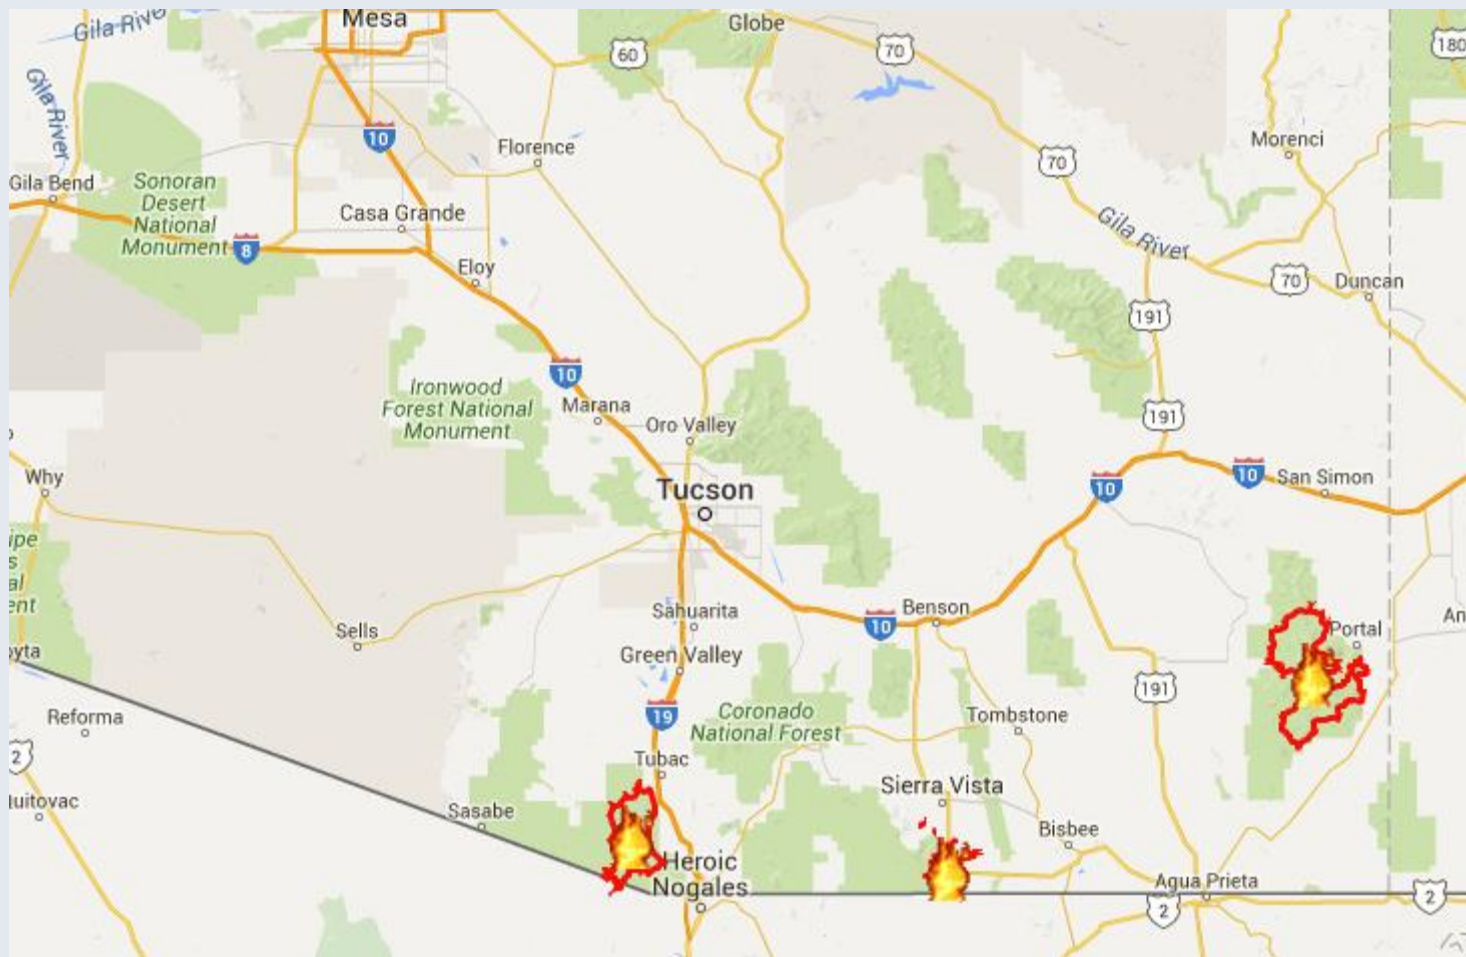 Gila River
Mesa
Globe
60
70
180
Gila River
10
Florence
Morenci
70
Gila Bend
Sonoran
Desert
National
Monument
Casa Grande
Gila River
8
Eloy
70
Duncan
191
10
Ironwood
Forest National
Monument
Marana
Oro Valley
191
Why
Tucson
10
10
San Simon
Sahuarita
10
Benson
Sells
Portal
Green Valley
191
Reforma
19
Coronado
National Forest
Tombstone
2
Tubac
Sierra Vista
Sasabe
Bisbee
Heroic
Nogales
Agua Prieta
2
2